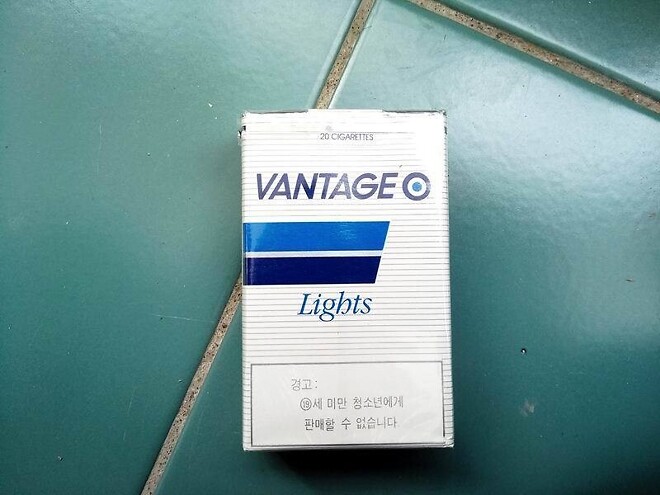 20 CIGARETTES
VANTAGE
Lights
경고:
⑲세 미만 청소년에게
판매할 수 없습니다